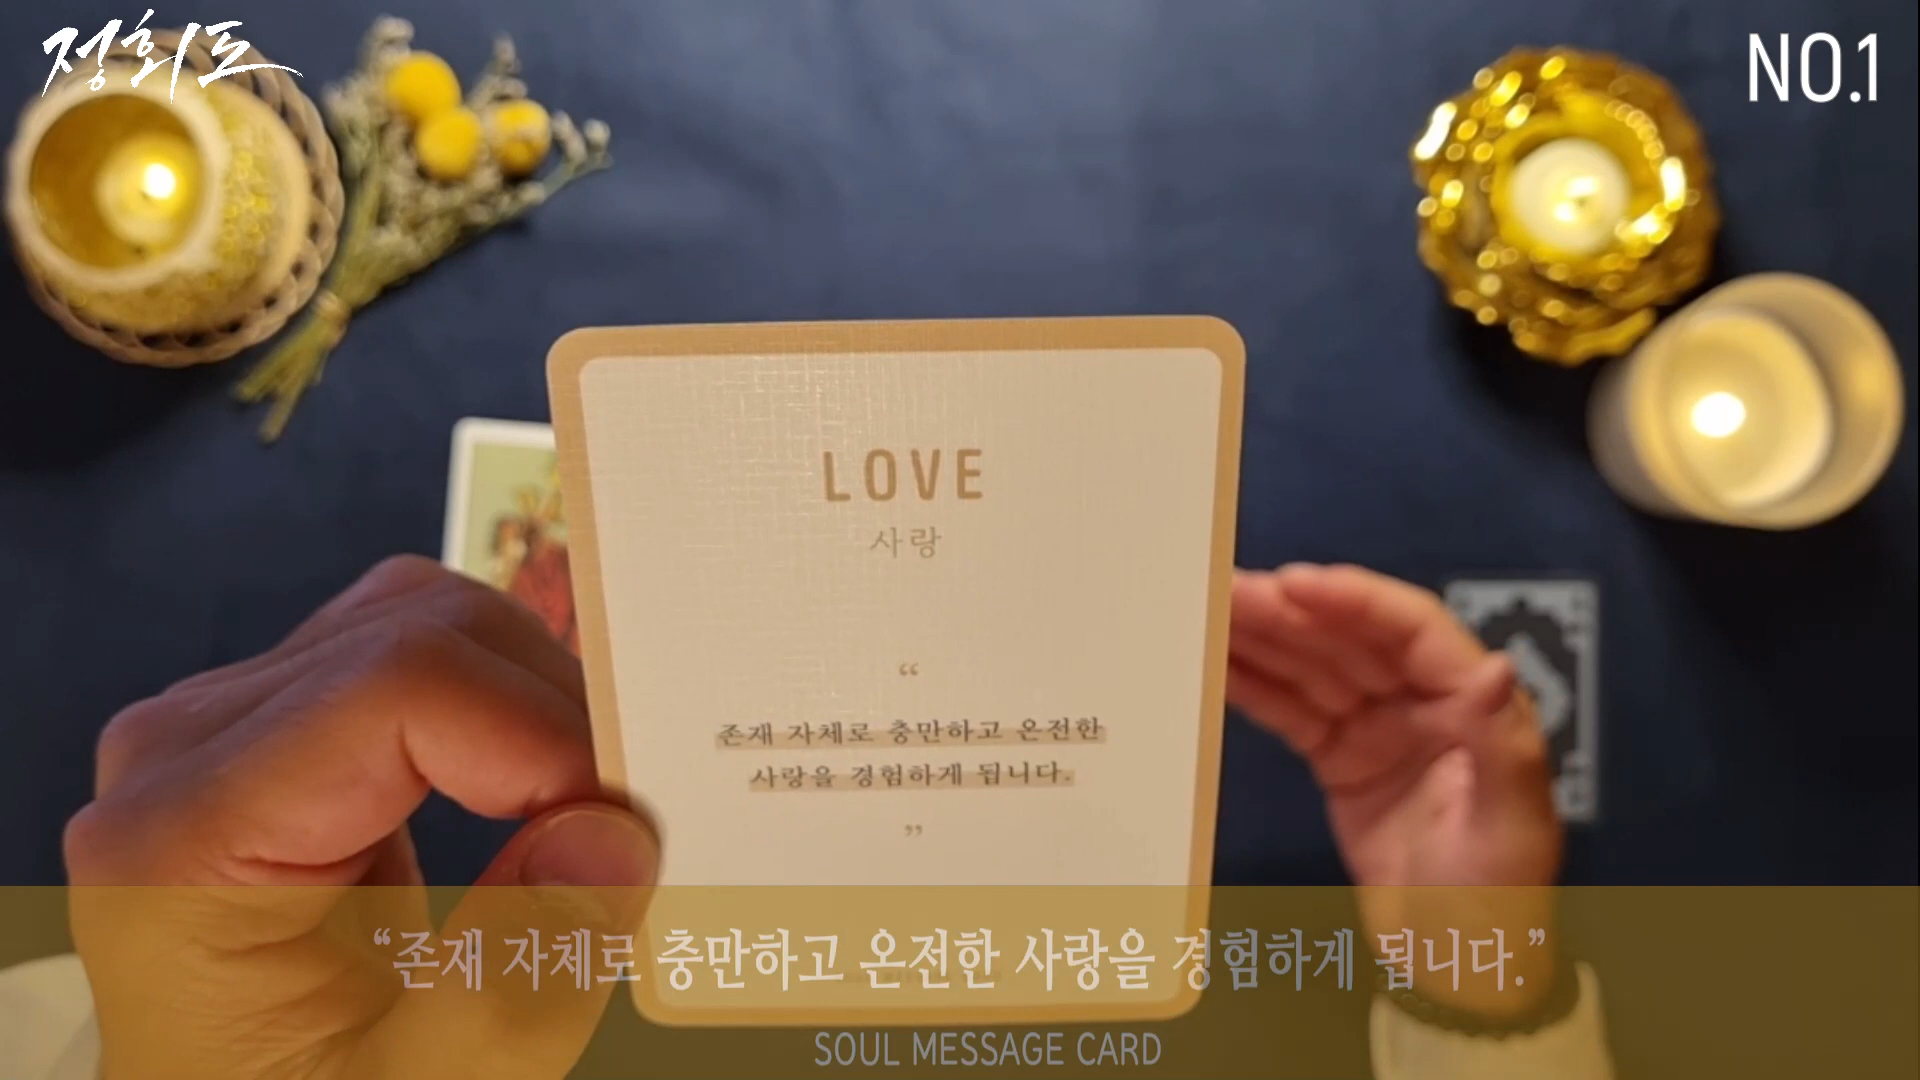 정회도
NO.1
LOVE
사랑
“
존재 자체로 충만하고 온전한
사랑을 경험하게 됩니다.
”
“존재 자체로 충만하고 온전한 사랑을 경험하게 됩니다.”
SOUL MESSAGE CARD